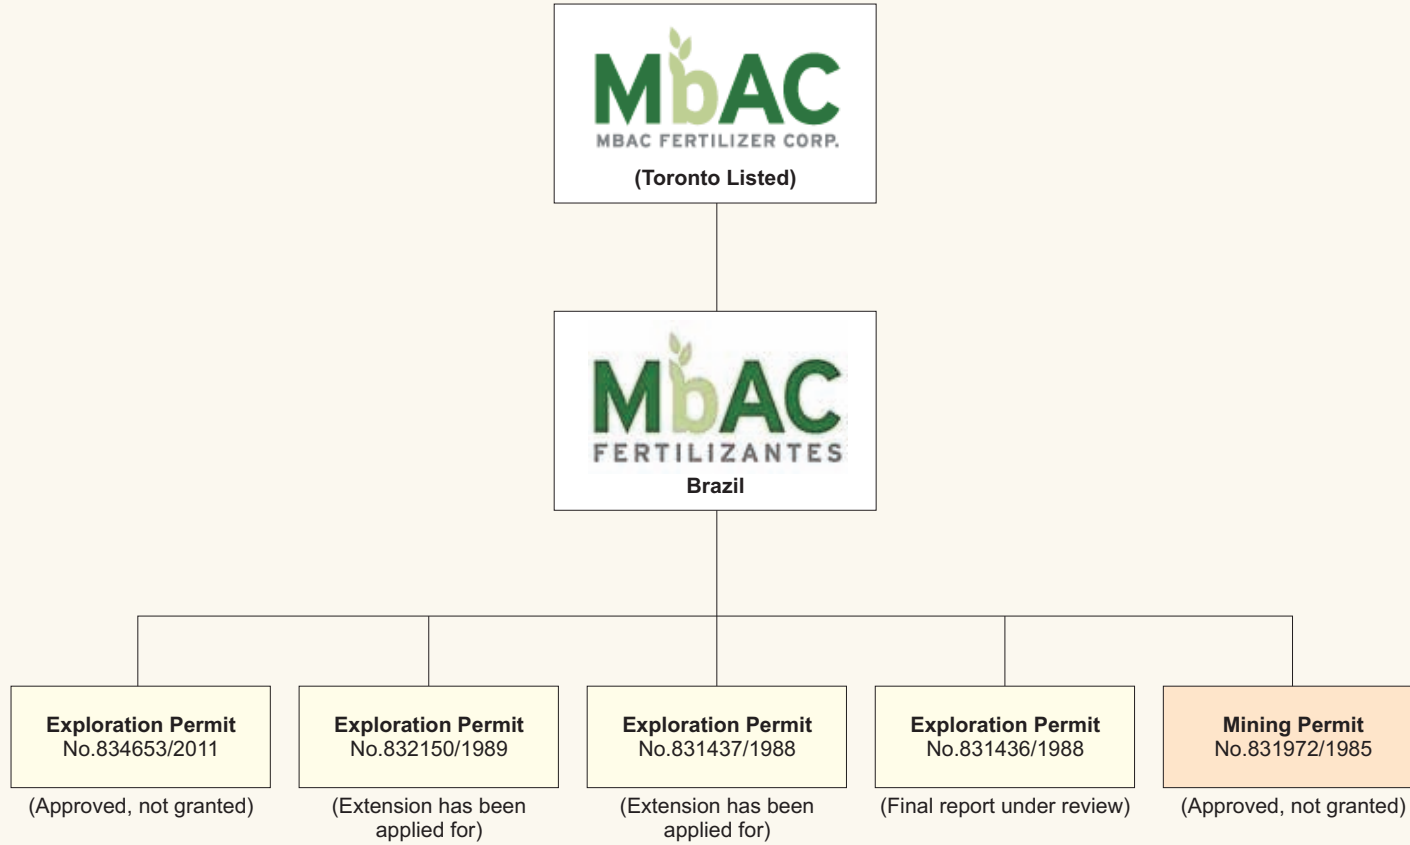 MbAC
MBAC FERTILIZER CORP.
(Toronto Listed)
MbAC
FERTILIZANTES
Brazil
Exploration Permit
No.834653/2011
(Approved, not granted)
Exploration Permit
No.832150/1989
(Extension has been
applied for)
Exploration Permit
No.831437/1988
(Extension has been
applied for)
Exploration Permit
No.831436/1988
(Final report under review)
Mining Permit
No.831972/1985
(Approved, not granted)